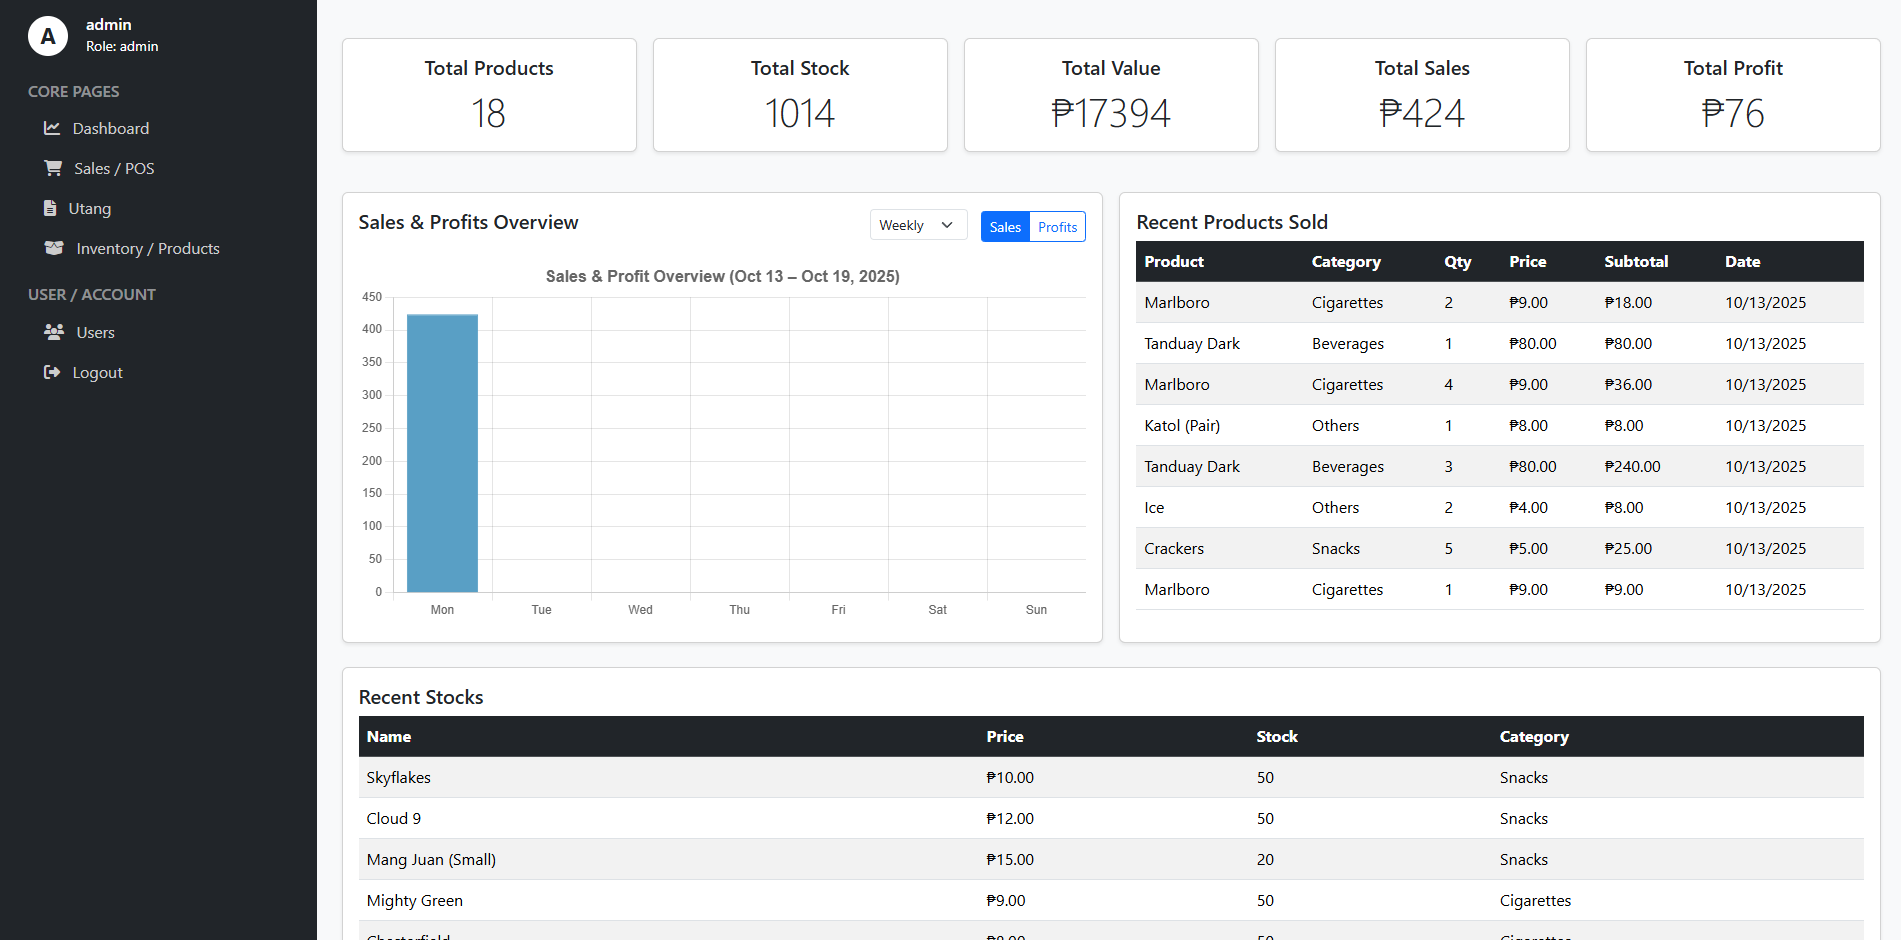 A
admin
Role: admin
CORE PAGES
Dashboard
Sales / POS
Utang
Inventory / Products
USER / ACCOUNT
Users
Logout
Total Products
18
Total Stock
1014
Total Value
₱17394
Total Sales
₱424
Total Profit
₱76
Sales & Profits Overview
Weekly
Sales
Profits
Sales & Profit Overview (Oct 13 – Oct 19, 2025)
450
400
350
300
250
200
150
100
50
0
Mon Tue Wed Thu Fri Sat Sun
Recent Products Sold
Product Category Qty Price Subtotal Date
Marlboro Cigarettes 2 ₱9.00 ₱18.00 10/13/2025
Tanduay Dark Beverages 1 ₱80.00 ₱80.00 10/13/2025
Marlboro Cigarettes 4 ₱9.00 ₱36.00 10/13/2025
Katol (Pair) Others 1 ₱8.00 ₱8.00 10/13/2025
Tanduay Dark Beverages 3 ₱80.00 ₱240.00 10/13/2025
Ice Others 2 ₱4.00 ₱8.00 10/13/2025
Crackers Snacks 5 ₱5.00 ₱25.00 10/13/2025
Marlboro Cigarettes 1 ₱9.00 ₱9.00 10/13/2025
Recent Stocks
Name Price Stock Category
Skyflakes ₱10.00 50 Snacks
Cloud 9 ₱12.00 50 Snacks
Mang Juan (Small) ₱15.00 20 Snacks
Mighty Green ₱9.00 50 Cigarettes